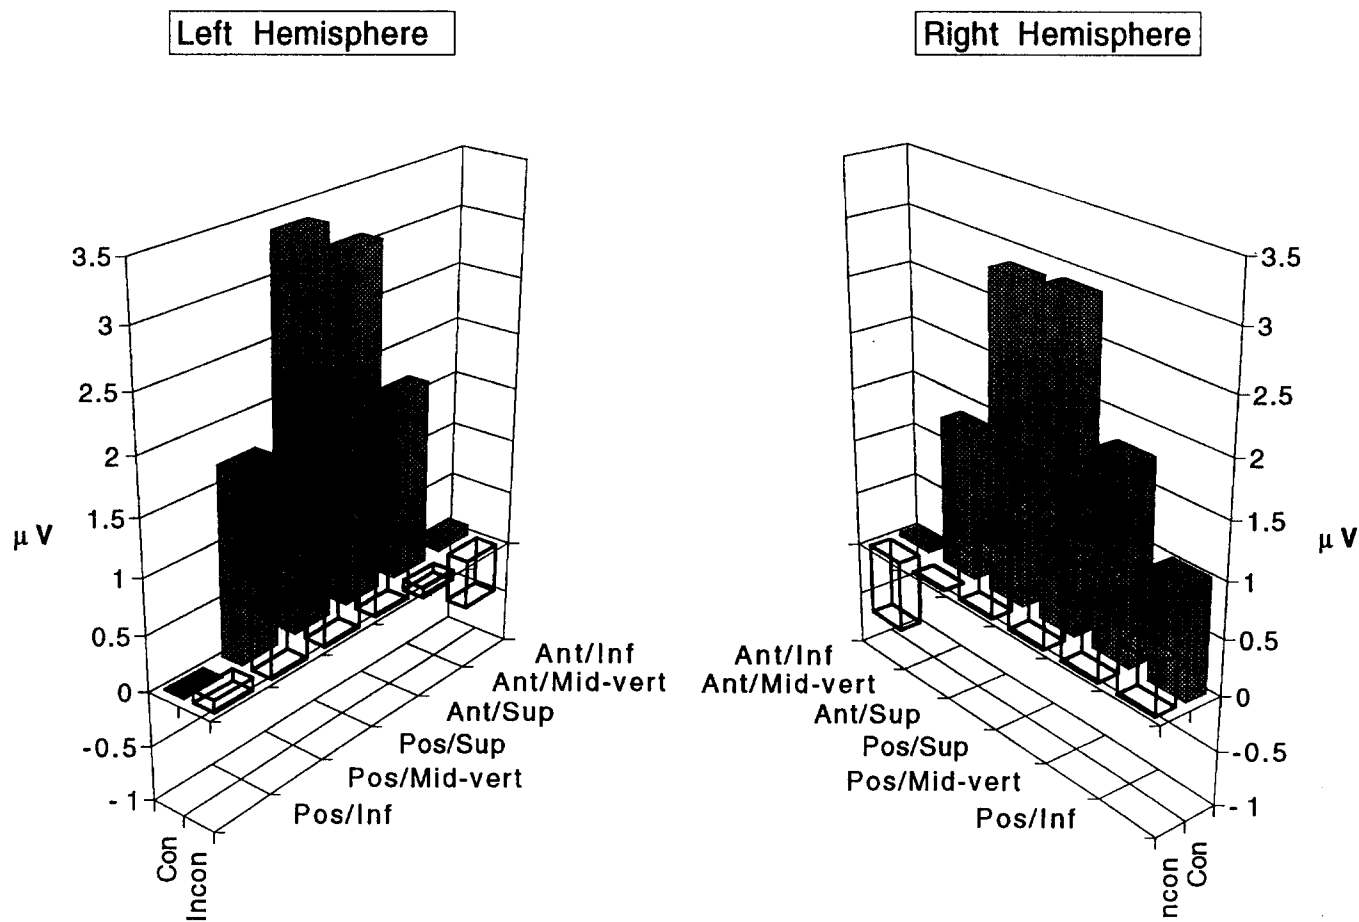 Left Hemisphere
Right Hemisphere
3.5
3
2.5
2
1.5
1
0.5
0
-0.5
-1
μV
Ant/Inf
Ant/Mid-vert
Ant/Sup
Pos/Sup
Pos/Mid-vert
Pos/Inf
Con
Incon
3.5
3
2.5
2
1.5
1
0.5
0
-0.5
-1
μV
Ant/Inf
Ant/Mid-vert
Ant/Sup
Pos/Sup
Pos/Mid-vert
Pos/Inf
ncon
Con